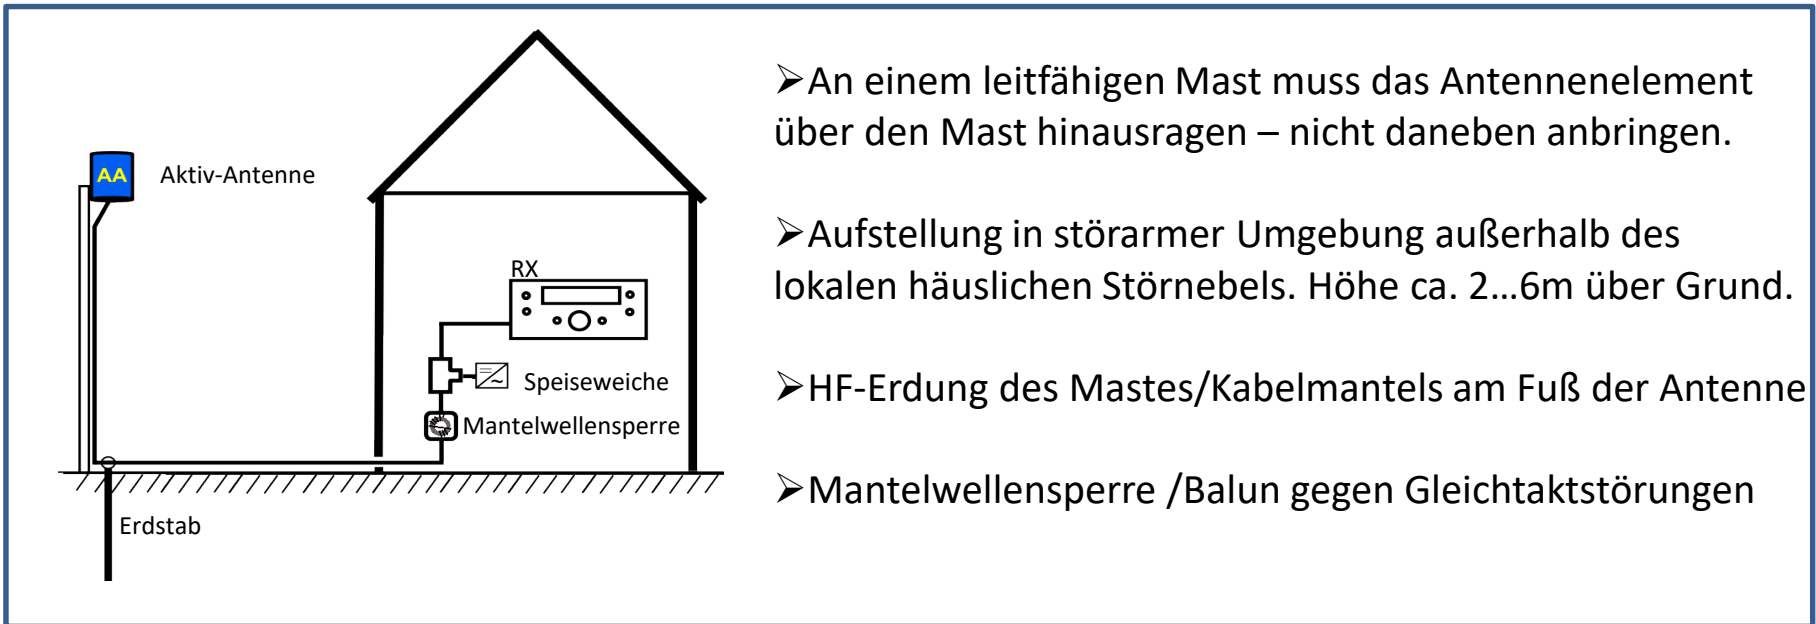 AA
Aktiv-Antenne
RX
Speiseweiche
Mantelwellensperre
Erdstab
➢An einem leitfähigen Mast muss das Antennenelement
über den Mast hinausragen – nicht daneben anbringen.
➢Aufstellung in störarmer Umgebung außerhalb des
lokalen häuslichen Störnebels. Höhe ca. 2…6m über Grund.
➢HF-Erdung des Mastes/Kabelmantels am Fuß der Antenne
➢Mantelwellensperre /Balun gegen Gleichtaktstörungen